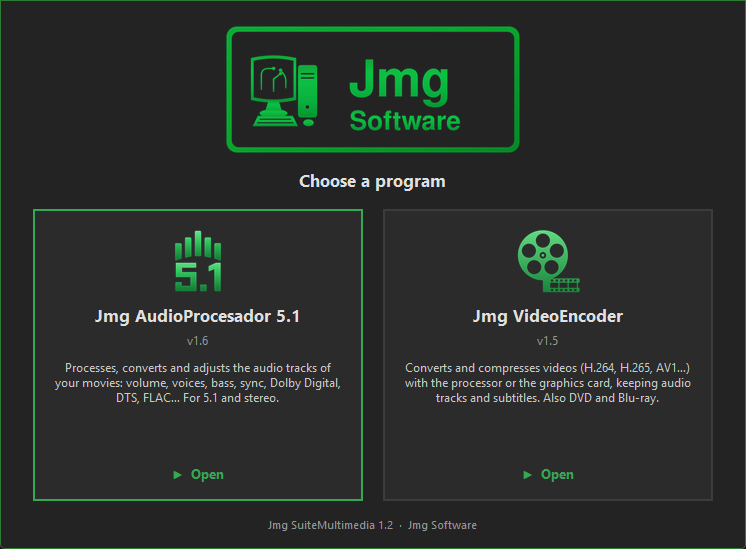 Jmg
Software
Choose a program
5.1
Jmg AudioProcesador 5.1
v1.6
Processes, converts and adjusts the audio tracks of
your movies: volume, voices, bass, sync, Dolby Digital,
DTS, FLAC... For 5.1 and stereo.
► Open
Jmg VideoEncoder
v1.5
Converts and compresses videos (H.264, H.265, AV1...)
with the processor or the graphics card, keeping audio
tracks and subtitles. Also DVD and Blu-ray.
► Open
Jmg SuiteMultimedia 1.2 · Jmg Software